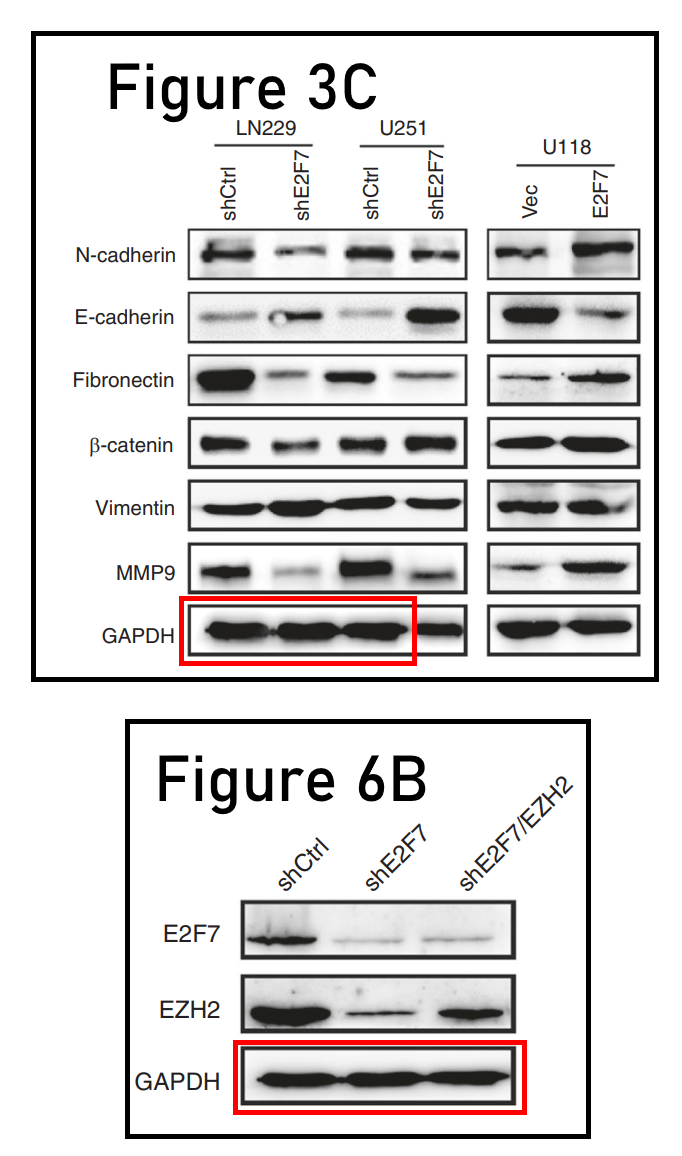 Figure 3C
LN229 U251 U118
shCtrl shE2F7 shCtrl shE2F7 Vec E2F7
N-cadherin
E-cadherin
Fibronectin
β-catenin
Vimentin
MMP9
GAPDH
Figure 6B
shCtrl shE2F7 shE2F7/EZH2
E2F7
EZH2
GAPDH